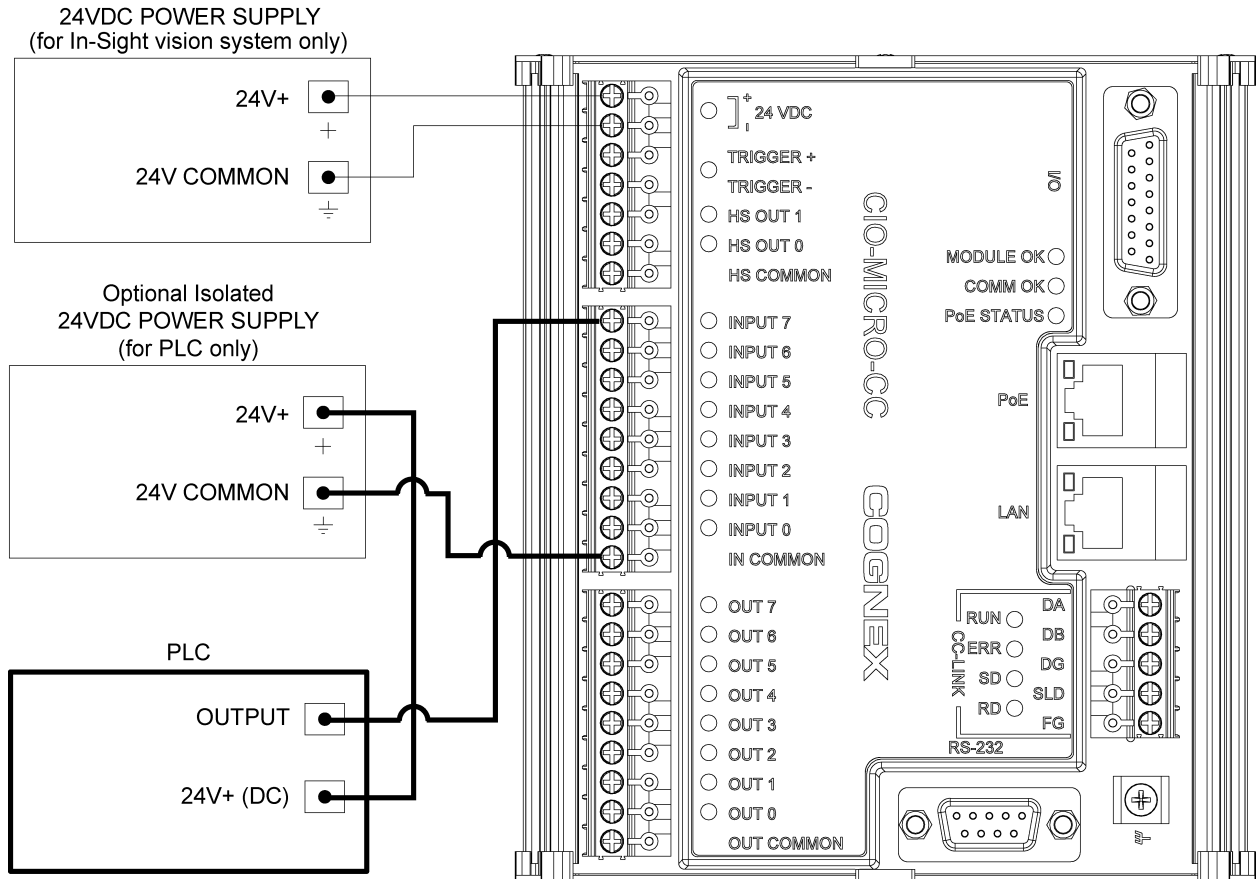 24VDC POWER SUPPLY
(for In-Sight vision system only)
24V+
+
24V COMMON
Optional Isolated
24VDC POWER SUPPLY
(for PLC only)
24V+
+
24V COMMON
PLC
OUTPUT
24V+ (DC)
+
24 VDC
-
TRIGGER +
TRIGGER -
HS OUT 1
HS OUT 0
HS COMMON
INPUT 7
INPUT 6
INPUT 5
INPUT 4
INPUT 3
INPUT 2
INPUT 1
INPUT 0
IN COMMON
OUT 7
OUT 6
OUT 5
OUT 4
OUT 3
OUT 2
OUT 1
OUT 0
OUT COMMON
CIO-MICRO-CC
COGNEX
I/O
MODULE OK
COMM OK
PoE STATUS
PoE
LAN
CC-LINK
RUN
ERR
SD
RD
DA
DB
DG
SLD
FG
RS-232